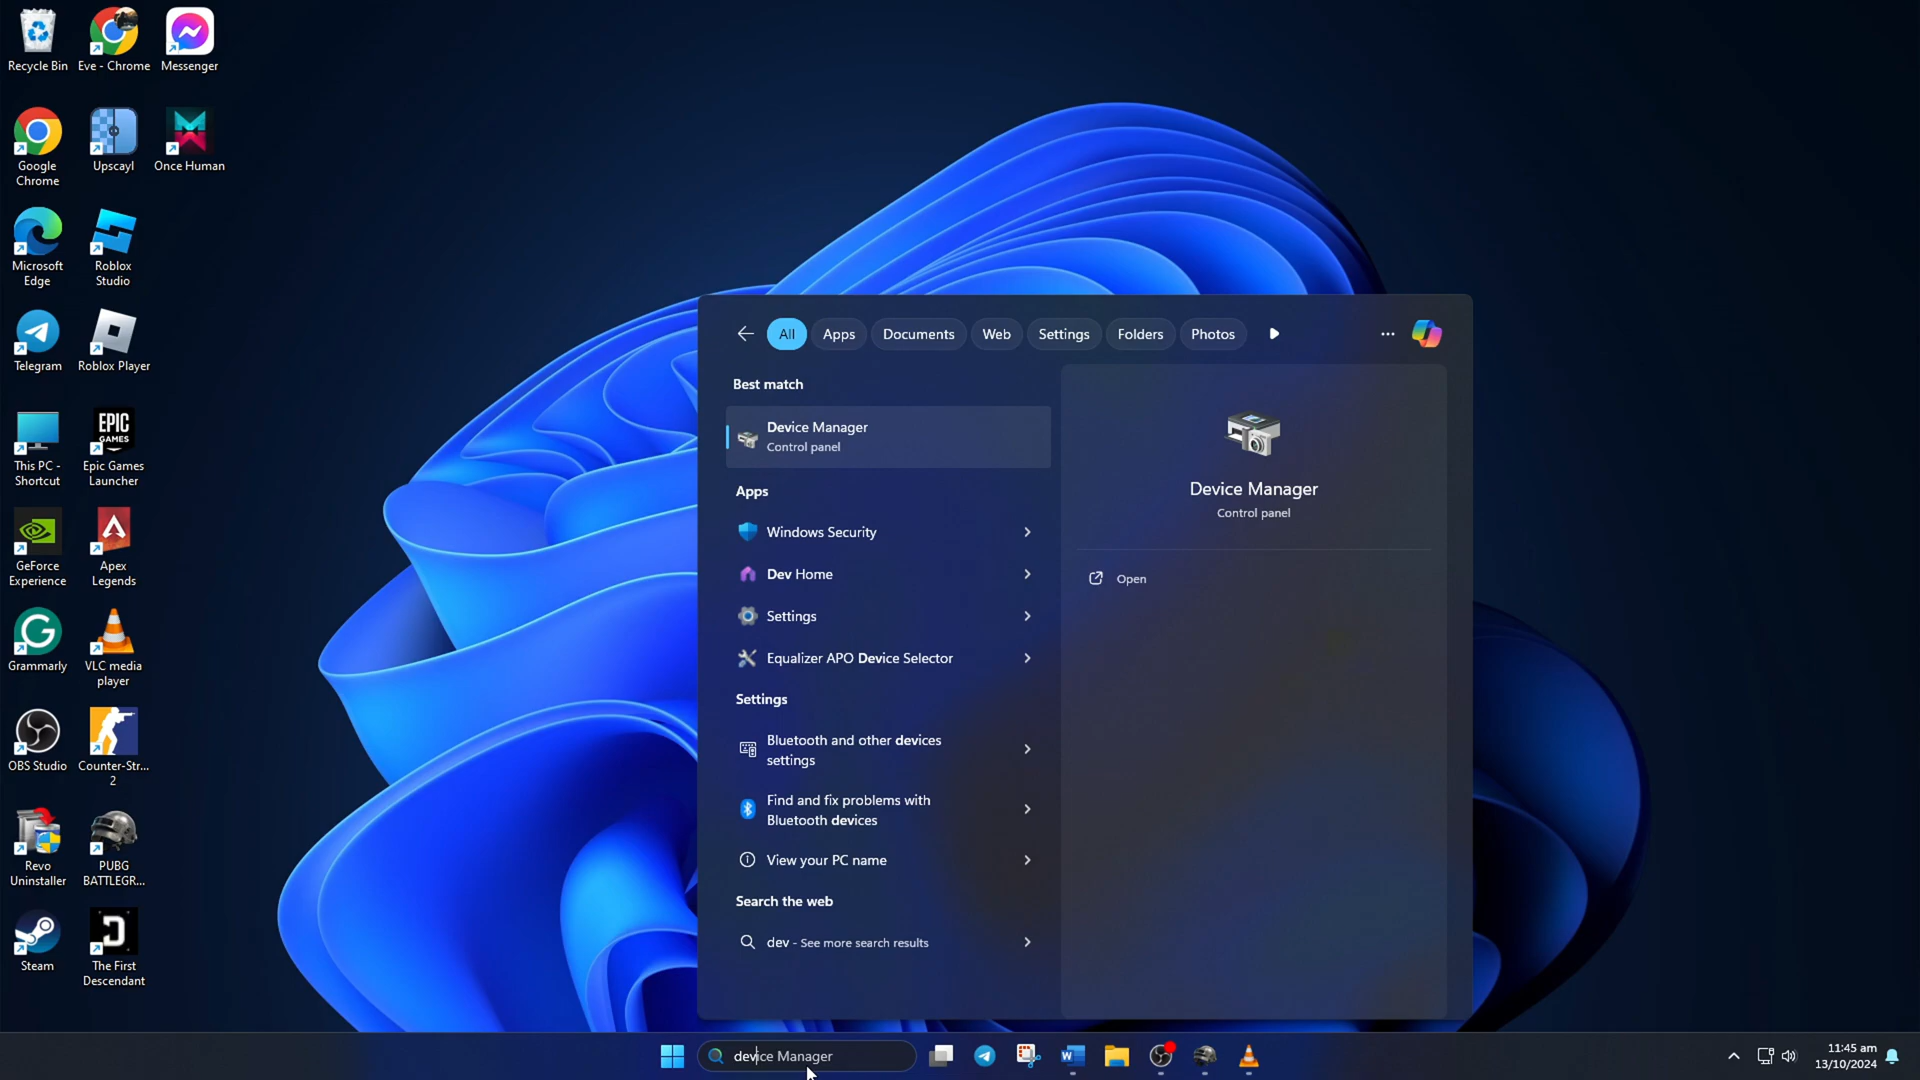 Recycle Bin
Eve - Chrome
Messenger
Google
Chrome
Upscayl
Once Human
Microsoft
Edge
Roblox
Studio
Telegram
Roblox Player
This PC -
Shortcut
EPIC
GAMES
Epic Games
Launcher
GeForce
Experience
Apex
Legends
Grammarly
VLC media
player
OBS Studio
Counter-Str...
2
Revo
Uninstaller
PUBG
BATTLEGR...
Steam
The First
Descendant
All
Apps
Documents
Web
Settings
Folders
Photos
Best match
Device Manager
Control panel
Apps
Windows Security
Dev Home
Settings
Equalizer APO Device Selector
Settings
Bluetooth and other devices
settings
Find and fix problems with
Bluetooth devices
View your PC name
Search the web
dev - See more search results
Device Manager
Control panel
Open
device Manager
11:45 am
13/10/2024